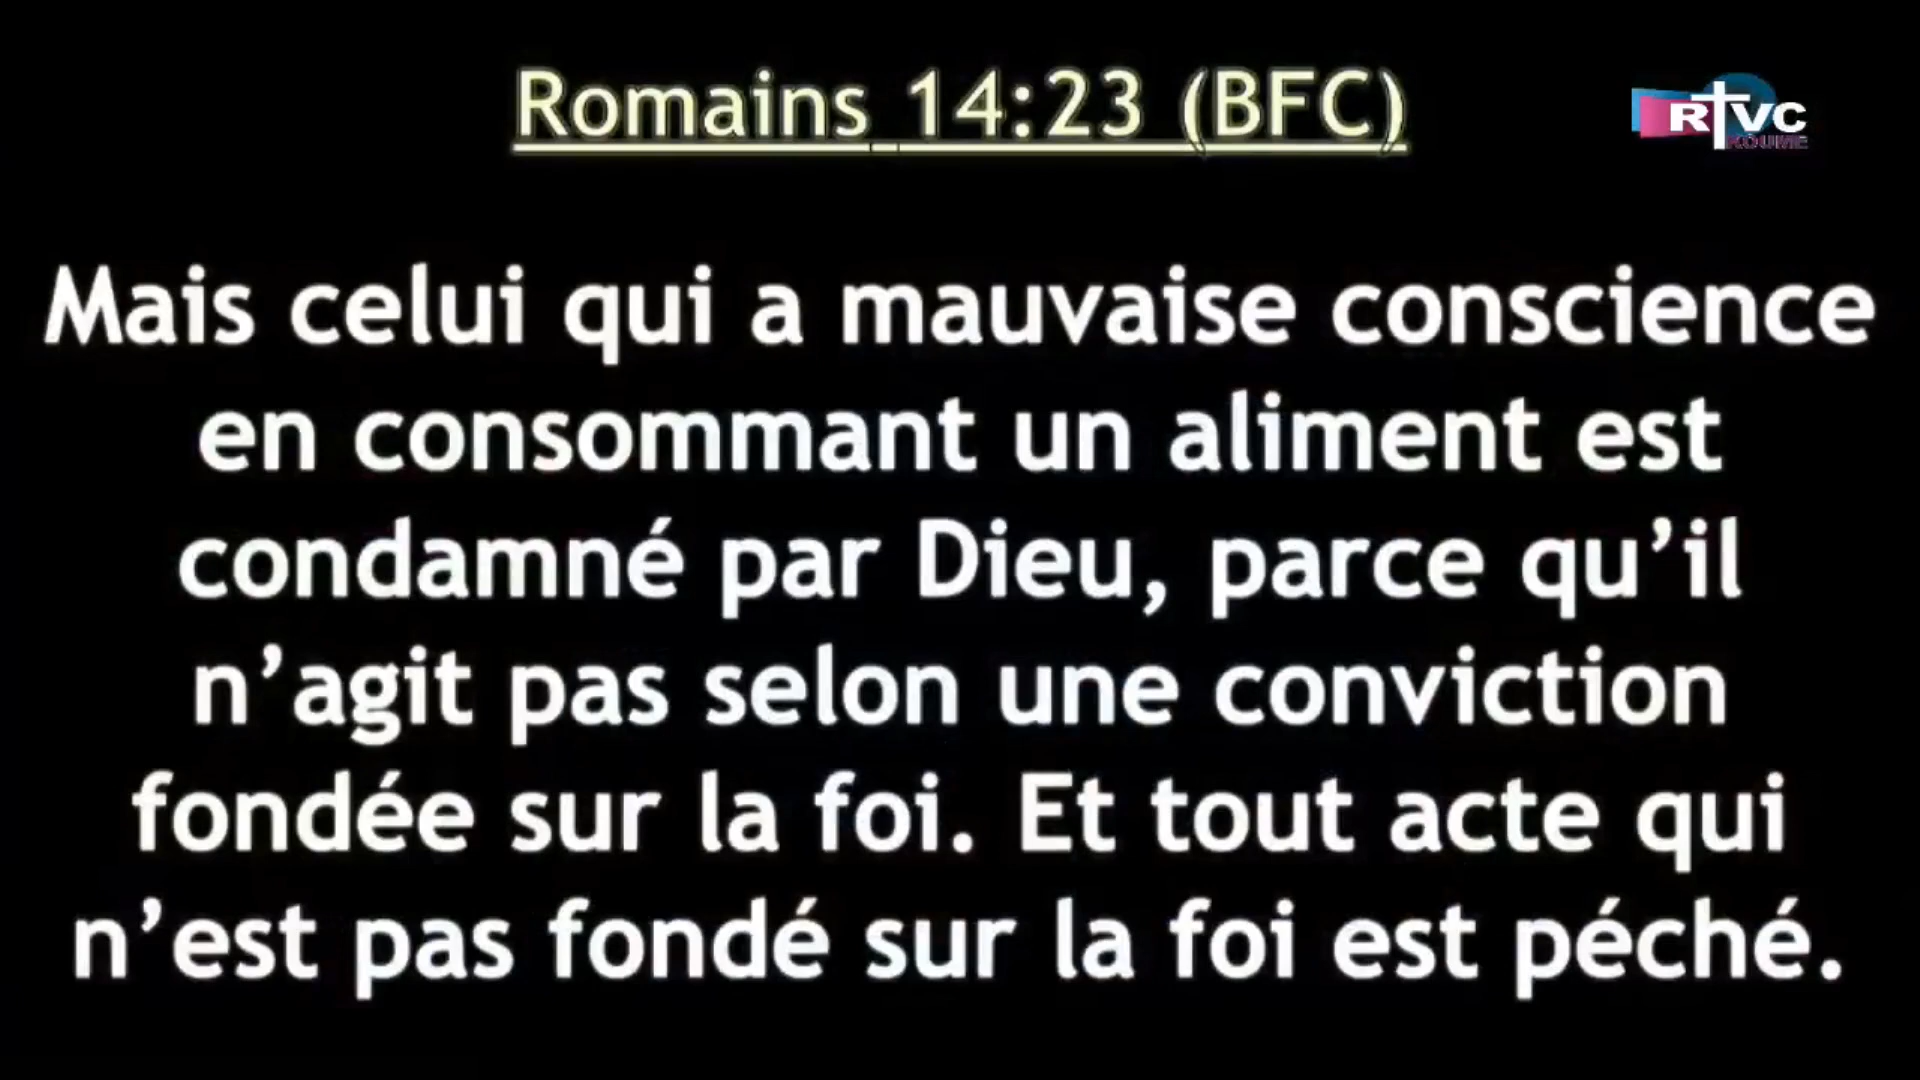 Romains 14:23 (BFC)
RTVC
KOUME
Mais celui qui a mauvaise conscience
en consommant un aliment est
condamné par Dieu, parce qu’il
n’agit pas selon une conviction
fondée sur la foi. Et tout acte qui
n’est pas fondé sur la foi est péché.